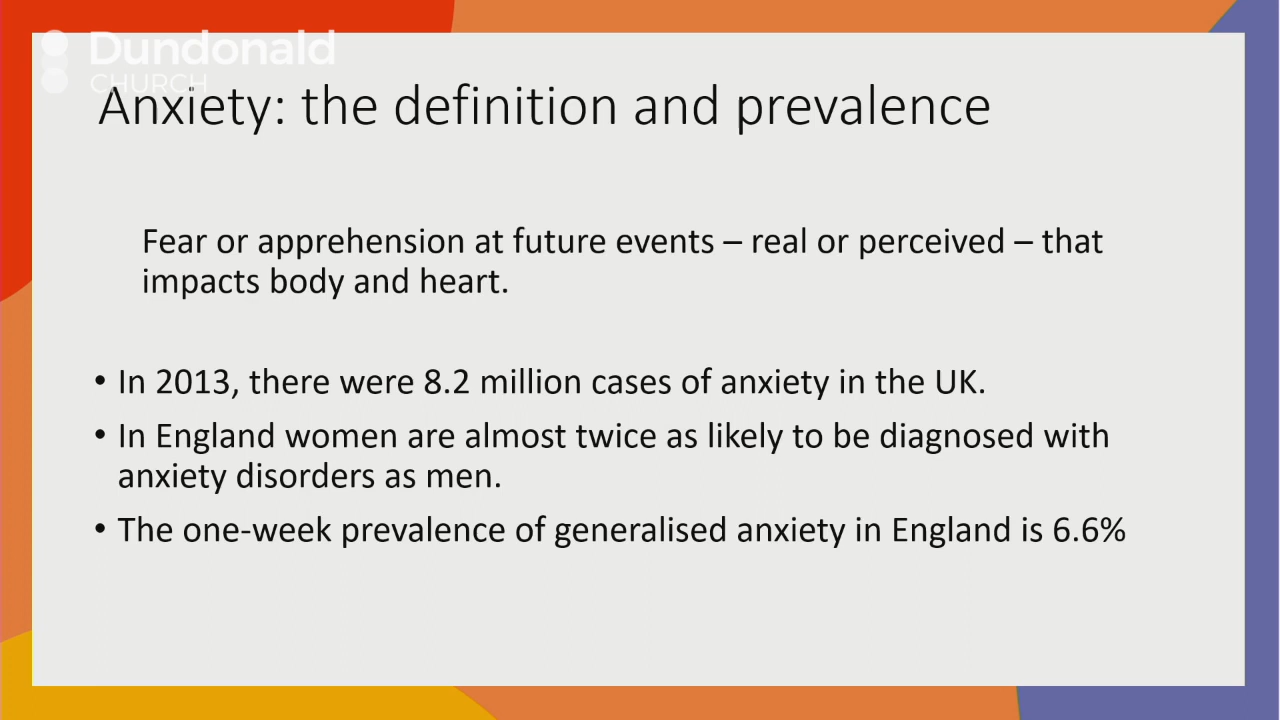 Dundonald
CHURCH
Anxiety: the definition and prevalence
Fear or apprehension at future events – real or perceived – that
impacts body and heart.
• In 2013, there were 8.2 million cases of anxiety in the UK.
• In England women are almost twice as likely to be diagnosed with
anxiety disorders as men.
• The one-week prevalence of generalised anxiety in England is 6.6%